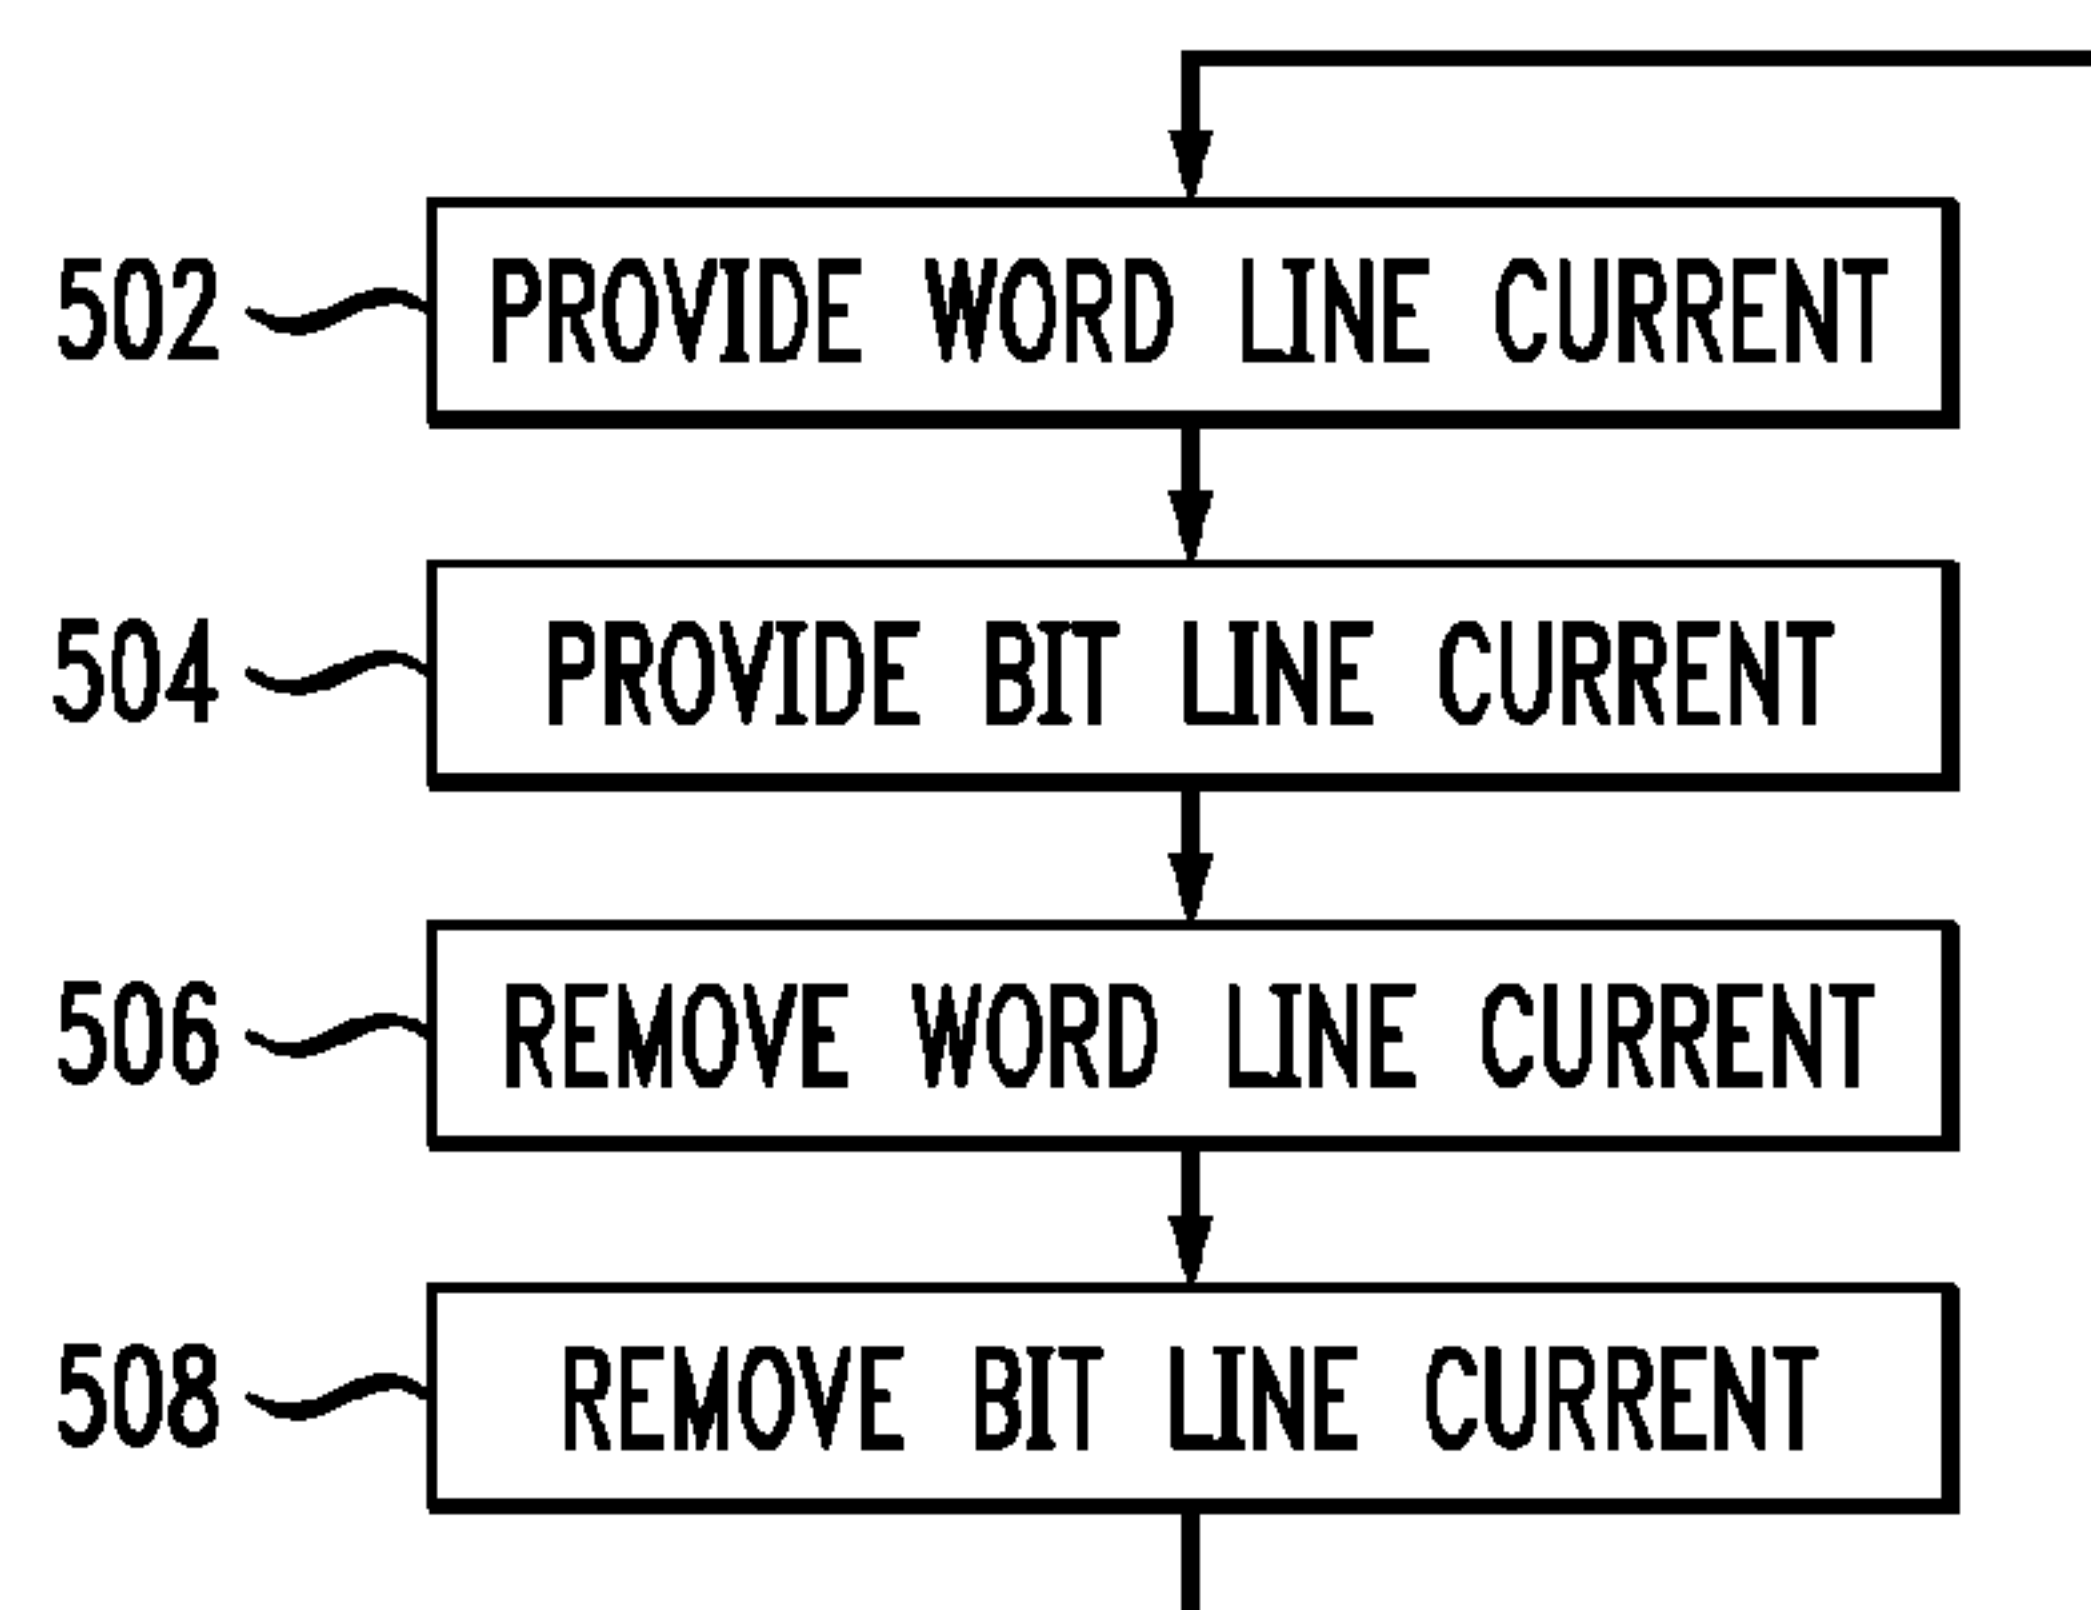 502 PROVIDE WORD LINE CURRENT
504 PROVIDE BIT LINE CURRENT
506 REMOVE WORD LINE CURRENT
508 REMOVE BIT LINE CURRENT